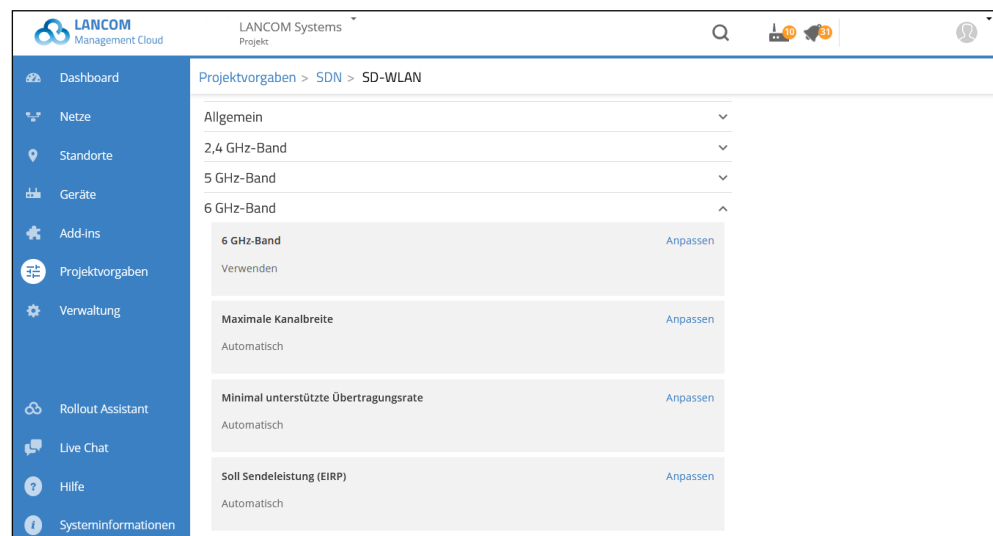 LANCOM
Management Cloud
LANCOM Systems
Projekt
10
31
Dashboard
Netze
Standorte
Geräte
Add-ins
Projektvorgaben
Verwaltung
Rollout Assistant
Live Chat
Hilfe
Systeminformationen
Projektvorgaben > SDN > SD-WLAN
Allgemein
2,4 GHz-Band
5 GHz-Band
6 GHz-Band
6 GHz-Band Anpassen
Verwenden
Maximale Kanalbreite Anpassen
Automatisch
Minimal unterstützte Übertragungsrate Anpassen
Automatisch
Soll Sendeleistung (EIRP) Anpassen
Automatisch